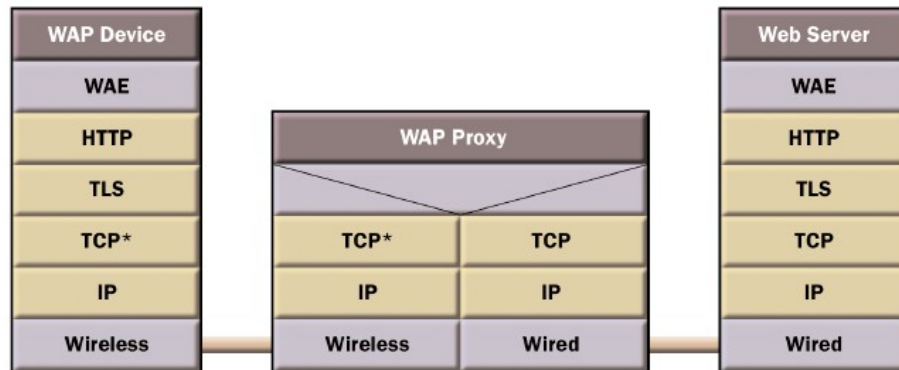 WAP Device
WAE
HTTP
TLS
TCP*
IP
Wireless
WAP Proxy
TCP* TCP
IP IP
Wireless Wired
Web Server
WAE
HTTP
TLS
TCP
IP
Wired